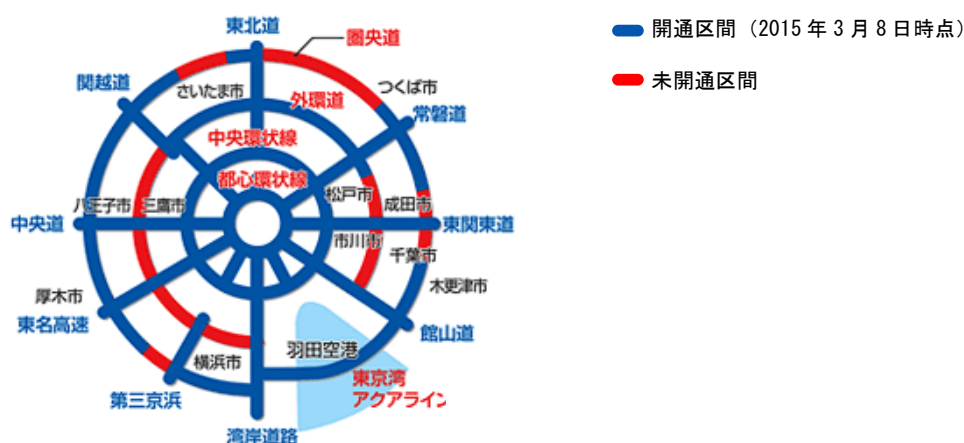 東北道
圏央道
関越道
さいたま市
つくば市
外環道
常磐道
中央環状線
都心環状線
松戸市
八王子市
三鷹市
成田市
中央道
東関東道
市川市
千葉市
木更津市
厚木市
東名高速
館山道
横浜市
羽田空港
東京湾
アクアライン
第三京浜
湾岸道路
開通区間（2015年3月8日時点）
未開通区間